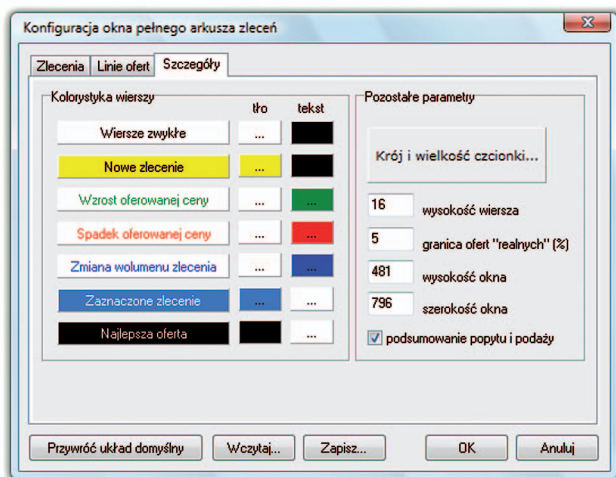 Konfiguracja okna pełnego arkusza zleceń
Zlecenia Linie ofert Szczegóły
Kolorystyka wierszy
tło tekst
Wiersze zwykłe ...
Nowe zlecenie ...
Wzrost oferowanej ceny ... ...
Spadek oferowanej ceny ... ...
Zmiana wolumenu zlecenia ... ...
Zaznaczone zlecenie ... ...
Najlepsza oferta ...
Pozostałe parametry
Krój i wielkość czcionki...
16 wysokość wiersza
5 granica ofert "realnych" (%)
481 wysokość okna
796 szerokość okna
podsumowanie popytu i podaży
Przywróć układ domyślny Wczytaj... Zapisz... OK Anuluj